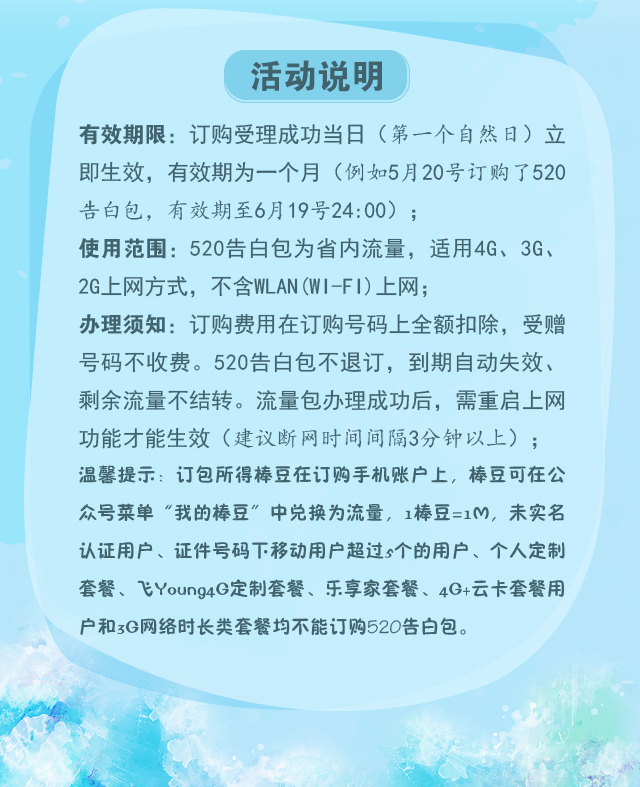 活动说明
有效期限：订购受理成功当日（第一个自然日）立
即生效，有效期为一个月（例如5月20号订购了520
告白包，有效期至6月19号24:00）；
使用范围：520告白包为省内流量，适用4G、3G、
2G上网方式，不含WLAN(WI-FI)上网；
办理须知：订购费用在订购号码上全额扣除，受赠
号码不收费。520告白包不退订，到期自动失效、
剩余流量不结转。流量包办理成功后，需重启上网
功能才能生效（建议断网时间间隔3分钟以上）；
温馨提示：订包所得棒豆在订购手机账户上，棒豆可在公
众号菜单“我的棒豆”中兑换为流量，1棒豆=1M，未实名
认证用户、证件号码下移动用户超过5个的用户、个人定制
套餐、飞Young4G定制套餐、乐享家套餐、4G+云卡套餐用
户和3G网络时长类套餐均不能订购520告白包。